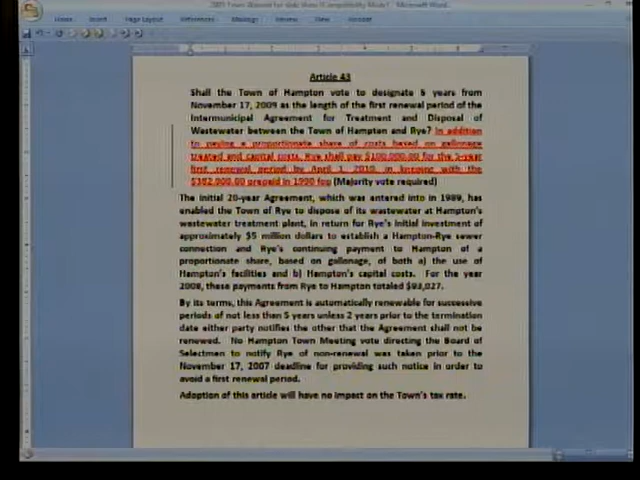 Home Insert Page Layout References Mailings Review View
Article 43
Shall the Town of Hampton vote to designate 5 years from
November 17, 2009 as the length of the first renewal period of the
Intermunicipal Agreement for Treatment and Disposal of
Wastewater between the Town of Hampton and Rye? In addition
to paying a proportionate share of costs based on gallonage
treated and capital costs, Rye shall pay $100,000.00 for the 5-year
first renewal period by April 1, 2010, in keeping with the
$382,000.00 prepaid in 1990 for (Majority vote required)
The initial 20-year Agreement, which was entered into in 1989, has
enabled the Town of Rye to dispose of its wastewater at Hampton's
wastewater treatment plant, in return for Rye's initial investment of
approximately $5 million dollars to establish a Hampton-Rye sewer
connection and Rye's continuing payment to Hampton of a
proportionate share, based on gallonage, of both a) the use of
Hampton's facilities and b) Hampton's capital costs. For the year
2008, these payments from Rye to Hampton totaled $93,027.
By its terms, this Agreement is automatically renewable for successive
periods of not less than 5 years unless 2 years prior to the termination
date either party notifies the other that the Agreement shall not be
renewed. No Hampton Town Meeting vote directing the Board of
Selectmen to notify Rye of non-renewal was taken prior to the
November 17, 2007 deadline for providing such notice in order to
avoid a first renewal period.
Adoption of this article will have no impact on the Town's tax rate.